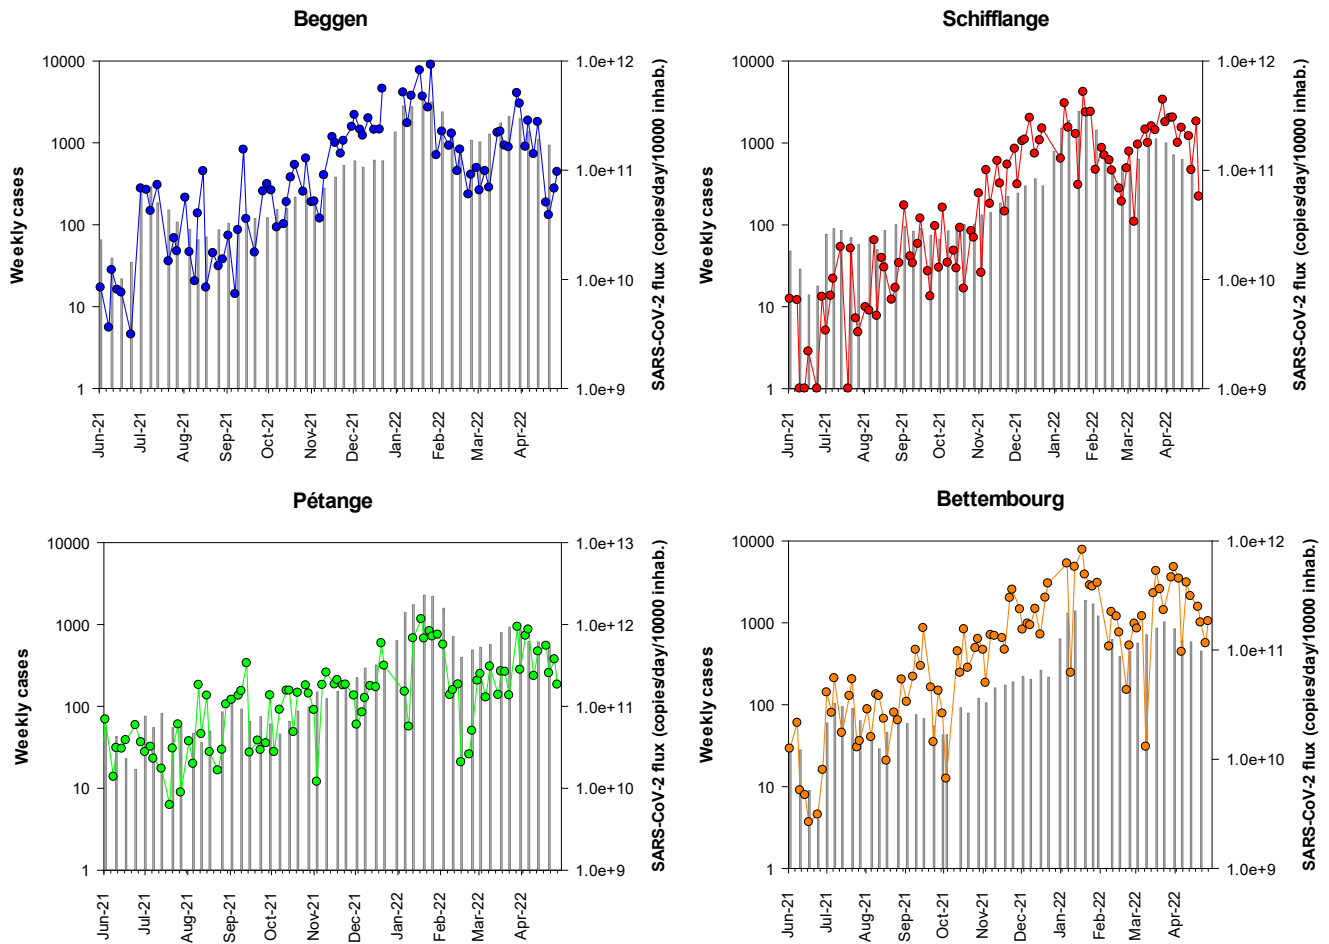 Beggen
Weekly cases
10000
1000
100
10
1
1.0e+12
1.0e+11
1.0e+10
1.0e+9
SARS-CoV-2 flux (copies/day/10000 inhab.)
Jun-21
Jul-21
Aug-21
Sep-21
Oct-21
Nov-21
Dec-21
Jan-22
Feb-22
Mar-22
Apr-22
Schifflange
Weekly cases
10000
1000
100
10
1
1.0e+12
1.0e+11
1.0e+10
1.0e+9
SARS-CoV-2 flux (copies/day/10000 inhab.)
Jun-21
Jul-21
Aug-21
Sep-21
Oct-21
Nov-21
Dec-21
Jan-22
Feb-22
Mar-22
Apr-22
Pétange
Weekly cases
10000
1000
100
10
1
1.0e+13
1.0e+12
1.0e+11
1.0e+10
1.0e+9
SARS-CoV-2 flux (copies/day/10000 inhab.)
Jun-21
Jul-21
Aug-21
Sep-21
Oct-21
Nov-21
Dec-21
Jan-22
Feb-22
Mar-22
Apr-22
Bettembourg
Weekly cases
10000
1000
100
10
1
1.0e+12
1.0e+11
1.0e+10
1.0e+9
SARS-CoV-2 flux (copies/day/10000 inhab.)
Jun-21
Jul-21
Aug-21
Sep-21
Oct-21
Nov-21
Dec-21
Jan-22
Feb-22
Mar-22
Apr-22